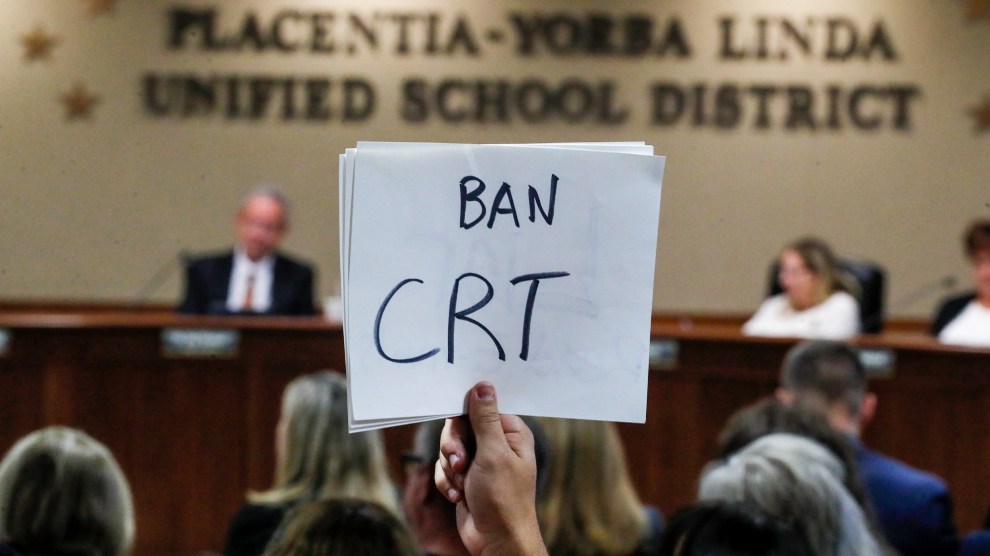 PLACENTIA-YORBA LINDA
UNIFIED SCHOOL DISTRICT
BAN
CRT